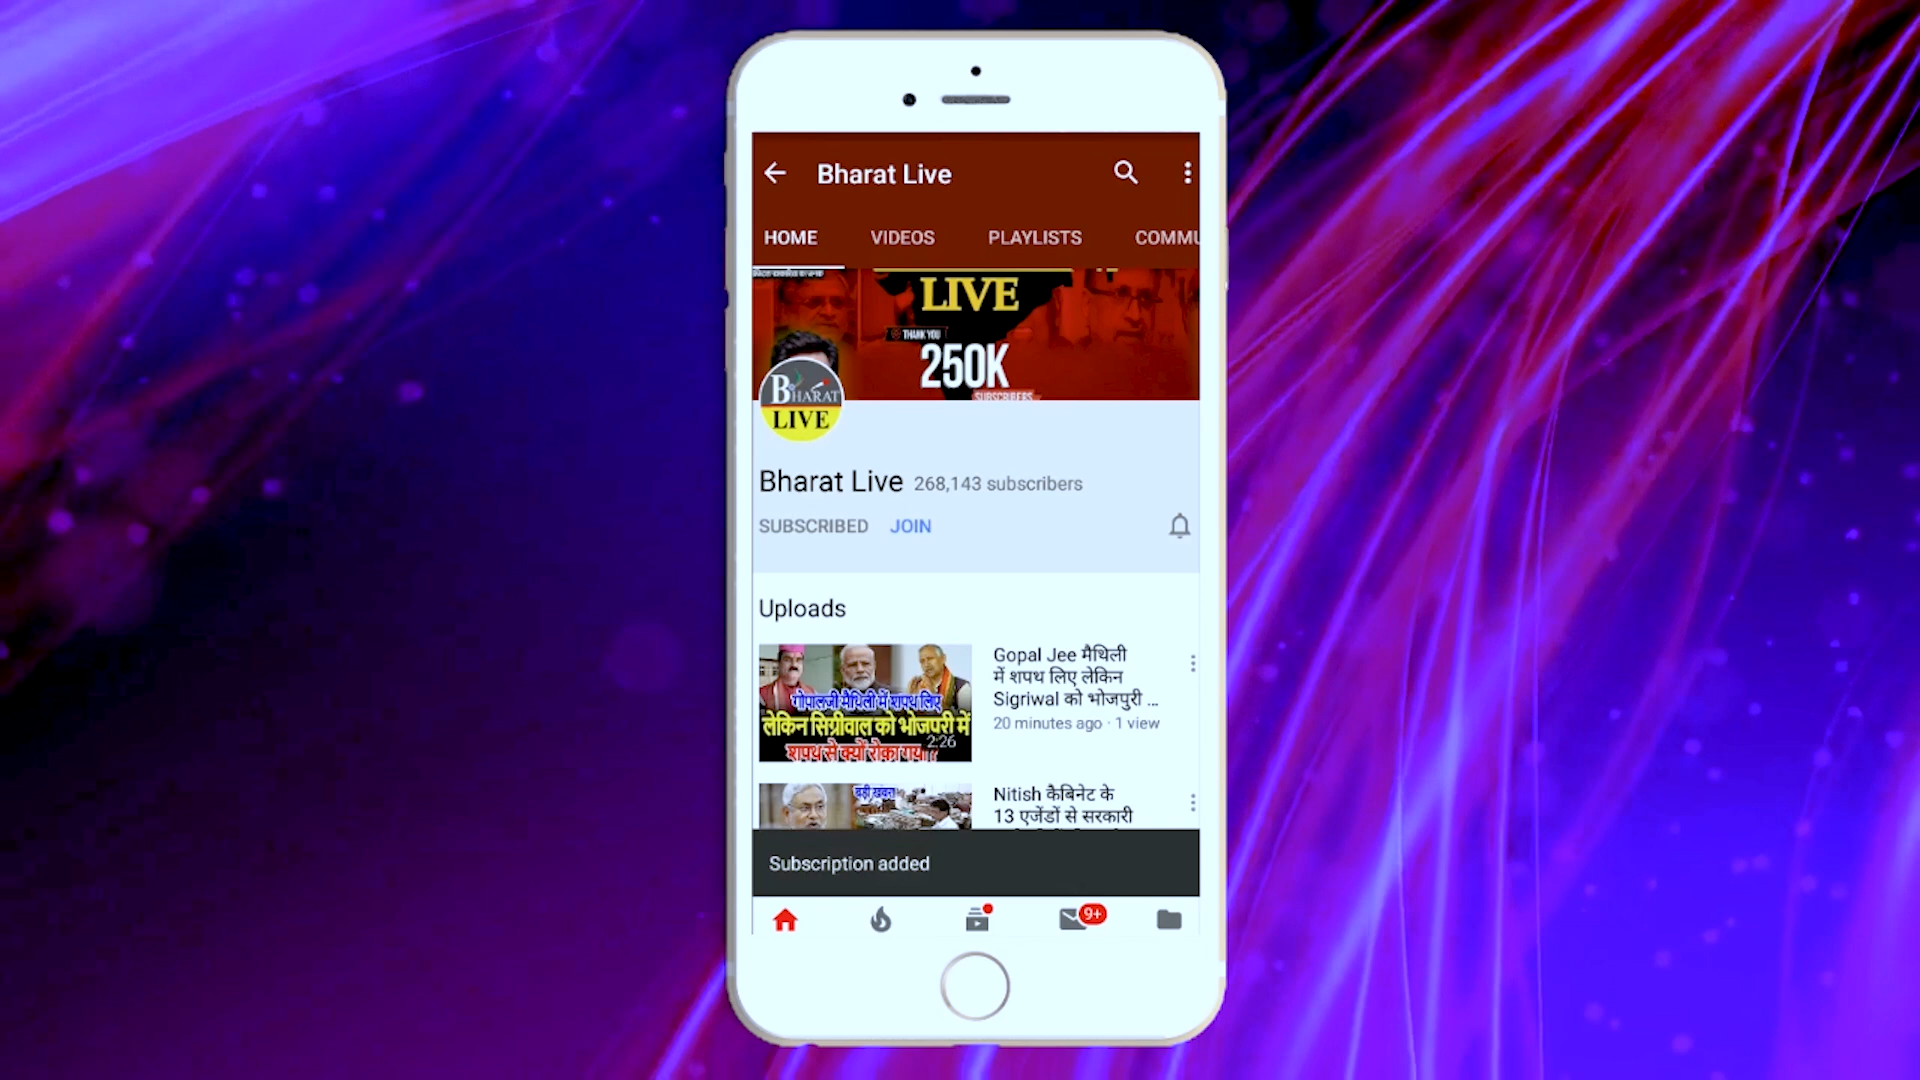 Bharat Live
HOME VIDEOS PLAYLISTS COMMU
LIVE
THANK YOU
250K
SUBSCRIBERS
BHARAT
LIVE
Bharat Live 268,143 subscribers
SUBSCRIBED JOIN
Uploads
गोपालजी मैथिली में शपथ लिए
लेकिन सिग्रीवाल को भोजपुरी में
शपथ से क्यों रोका गया
2:26
Gopal Jee मैथिली
में शपथ लिए लेकिन
Sigriwal को भोजपुरी ...
20 minutes ago · 1 view
बड़ी खबर
Nitish कैबिनेट के
13 एजेंडों से सरकारी
Subscription added
9+